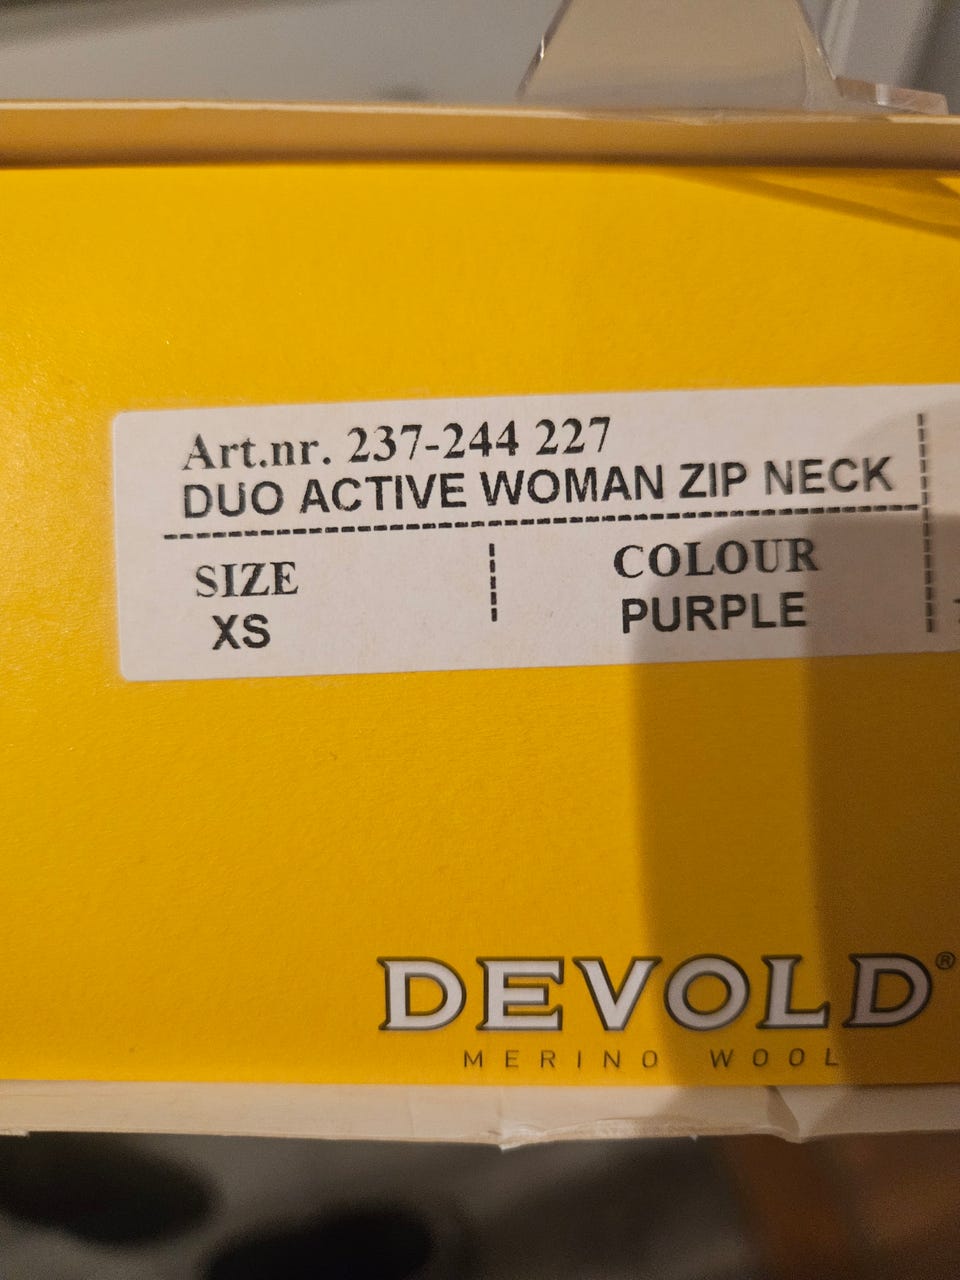 Art.nr. 237-244 227
DUO ACTIVE WOMAN ZIP NECK
SIZE
COLOUR
XS
PURPLE
DEVOLD®
MERINO WOOL